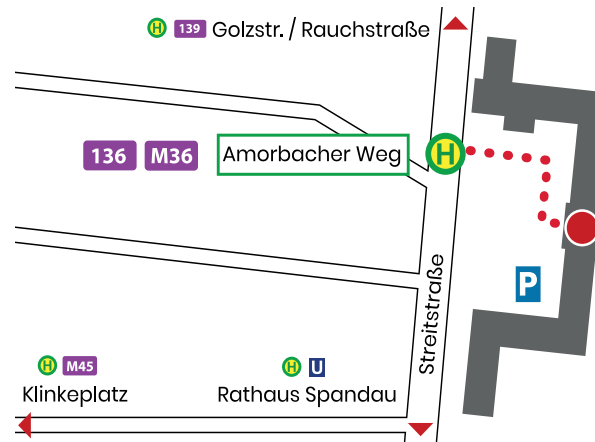 H 139 Golzstr. / Rauchstraße
136 M36 Amorbacher Weg H
P
Streitstraße
H M45
Klinkeplatz
H U
Rathaus Spandau